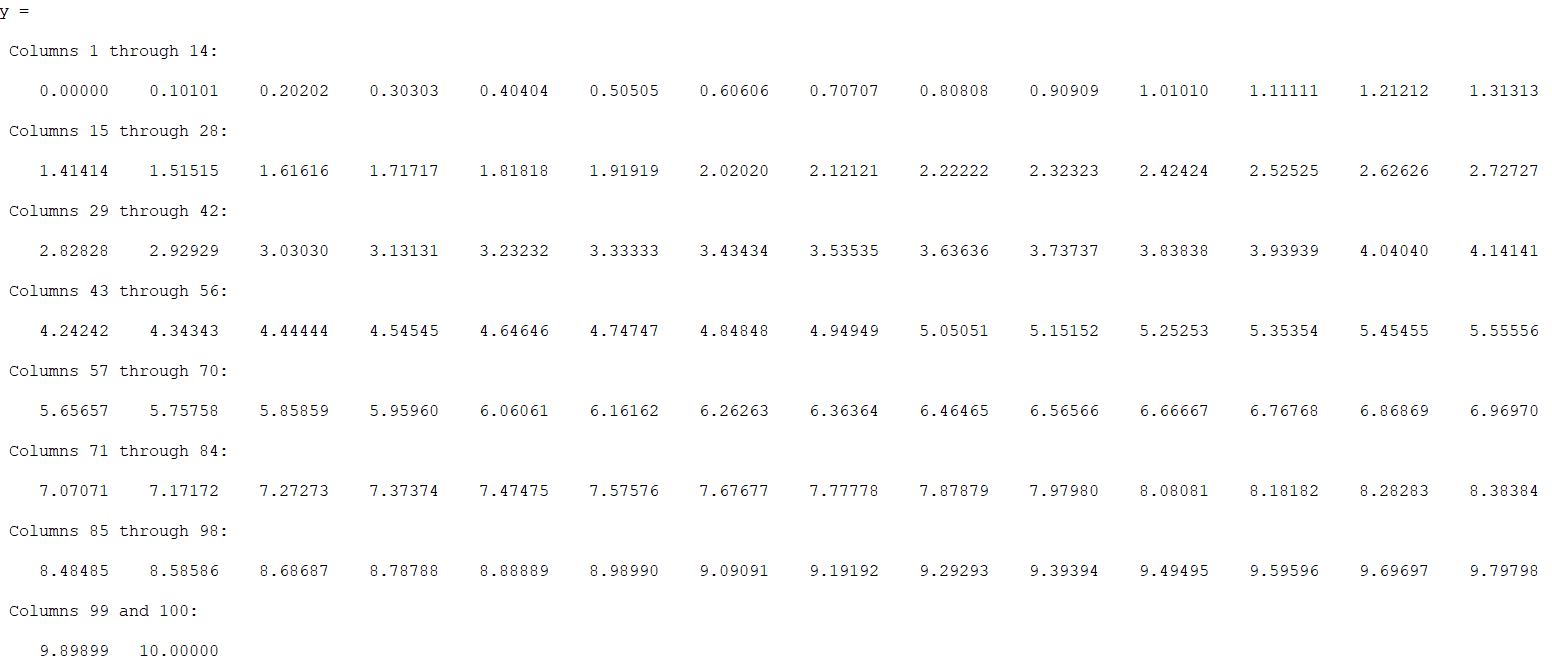 y =
Columns 1 through 14:
0.00000 0.10101 0.20202 0.30303 0.40404 0.50505 0.60606 0.70707 0.80808 0.90909 1.01010 1.11111 1.21212 1.31313
Columns 15 through 28:
1.41414 1.51515 1.61616 1.71717 1.81818 1.91919 2.02020 2.12121 2.22222 2.32323 2.42424 2.52525 2.62626 2.72727
Columns 29 through 42:
2.82828 2.92929 3.03030 3.13131 3.23232 3.33333 3.43434 3.53535 3.63636 3.73737 3.83838 3.93939 4.04040 4.14141
Columns 43 through 56:
4.24242 4.34343 4.44444 4.54545 4.64646 4.74747 4.84848 4.94949 5.05051 5.15152 5.25253 5.35354 5.45455 5.55556
Columns 57 through 70:
5.65657 5.75758 5.85859 5.95960 6.06061 6.16162 6.26263 6.36364 6.46465 6.56566 6.66667 6.76768 6.86869 6.96970
Columns 71 through 84:
7.07071 7.17172 7.27273 7.37374 7.47475 7.57576 7.67677 7.77778 7.87879 7.97980 8.08081 8.18182 8.28283 8.38384
Columns 85 through 98:
8.48485 8.58586 8.68687 8.78788 8.88889 8.98990 9.09091 9.19192 9.29293 9.39394 9.49495 9.59596 9.69697 9.79798
Columns 99 and 100:
9.89899 10.00000